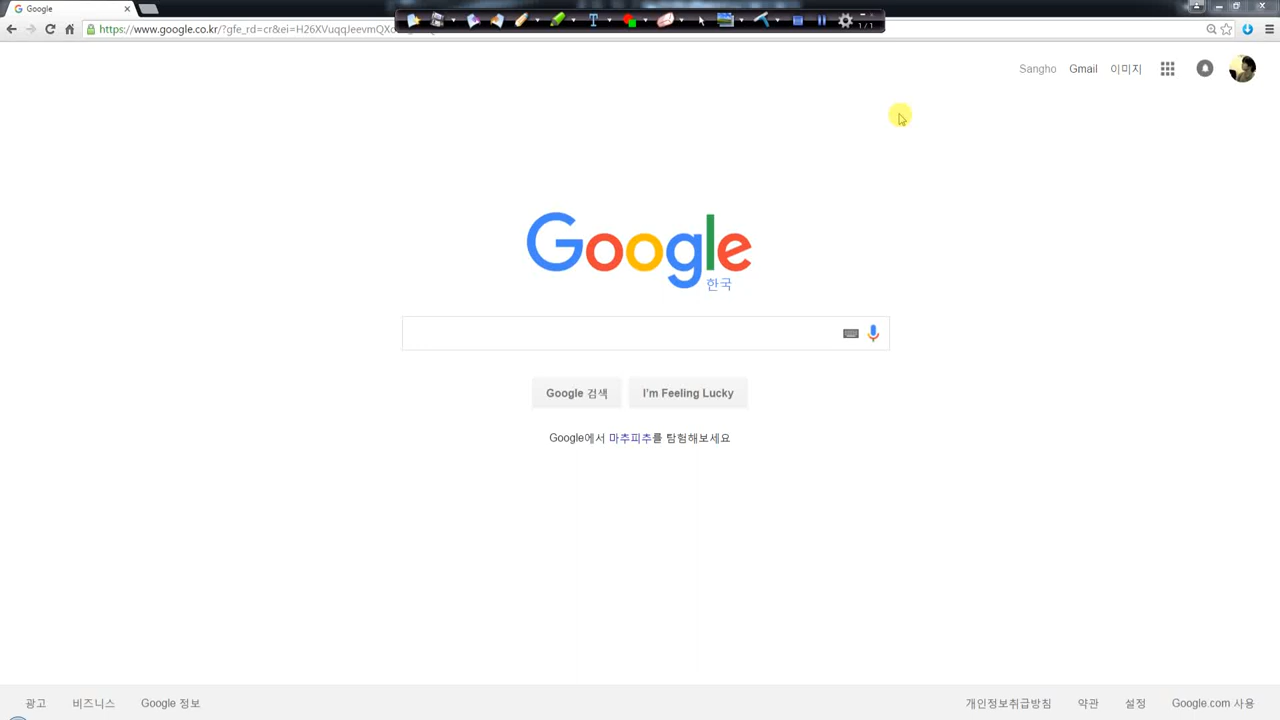 Google
https://www.google.co.kr/?gfe_rd=cr&ei=H26XVuqqJeevmQX
1/1
Sangho Gmail 이미지
Google
한국
Google 검색 I'm Feeling Lucky
Google에서 마추피추를 탐험해보세요
광고 비즈니스 Google 정보 개인정보취급방침 약관 설정 Google.com 사용